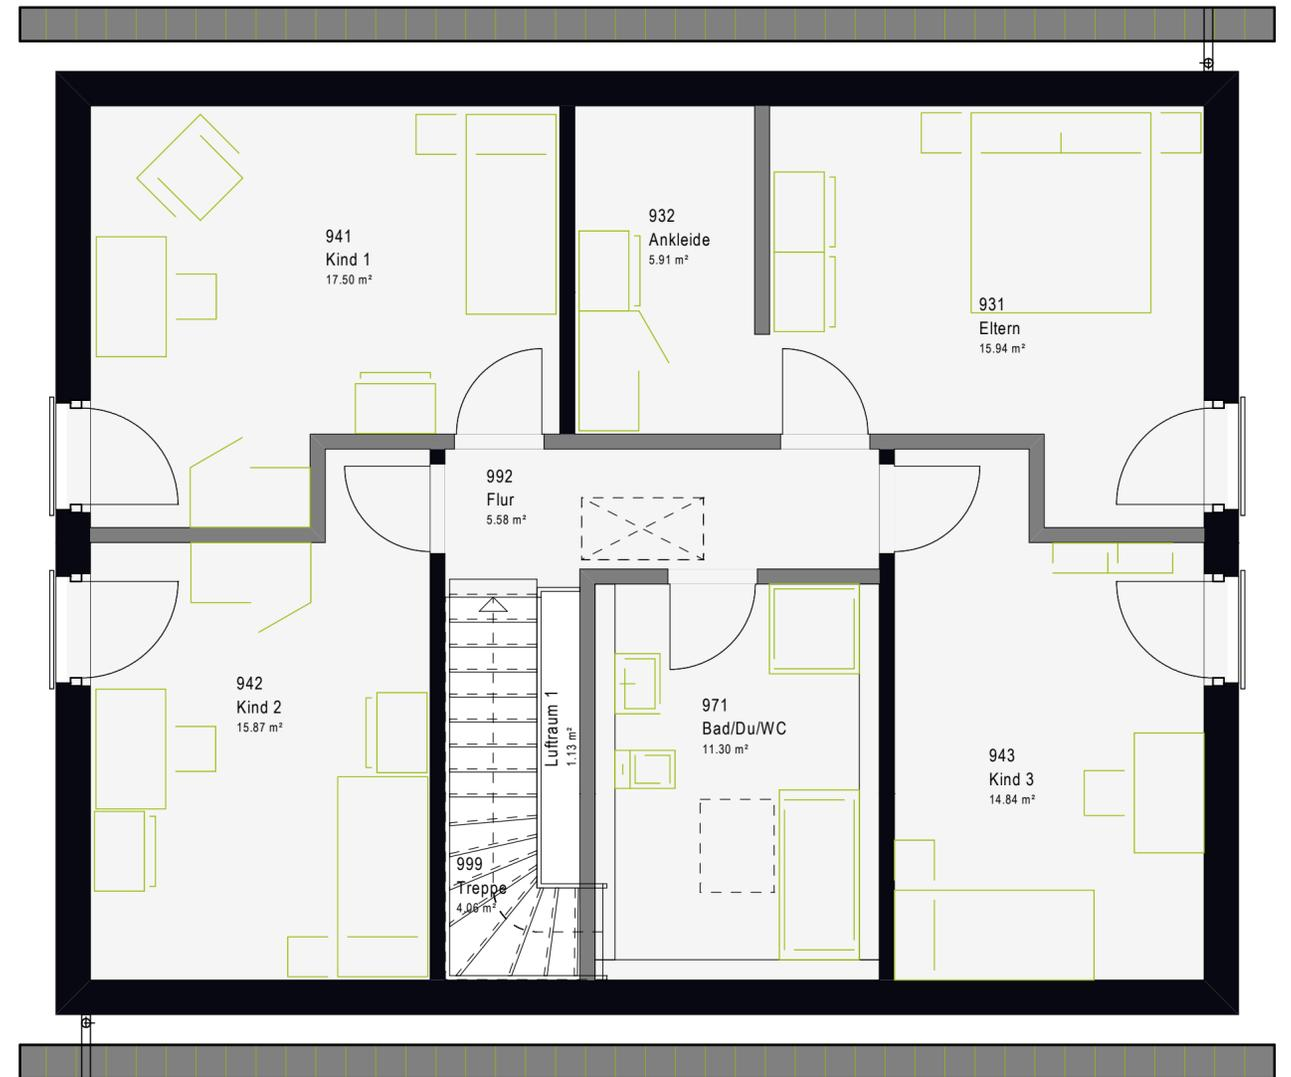 932
Ankleide
5.91 m²
941
Kind 1
17.50 m²
931
Eltern
15.94 m²
992
Flur
5.58 m²
942
Kind 2
15.87 m²
Luftraum 1
1.13 m²
971
Bad/Du/WC
11.30 m²
943
Kind 3
14.84 m²
999
Treppe
4.06 m²